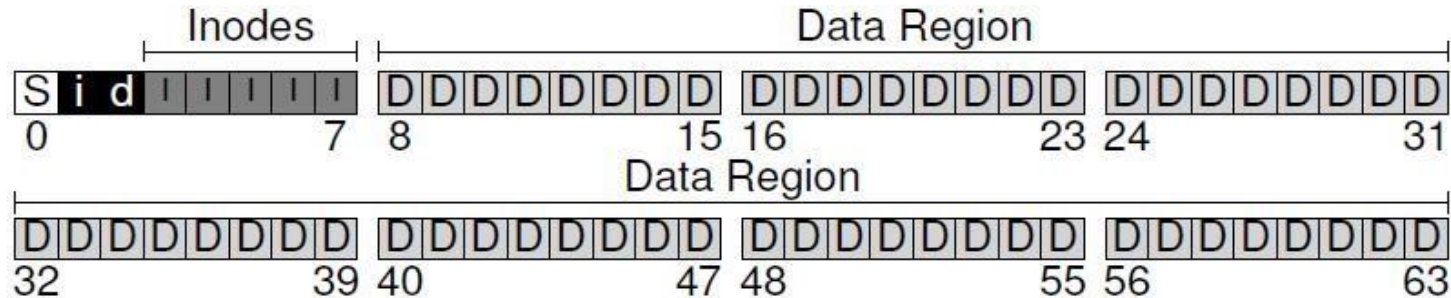 Inodes Data Region
S i d I I I I I D D D D D D D D D D D D D D D D D D D D D D D D
0 7 8 15 16 23 24 31
Data Region
D D D D D D D D D D D D D D D D D D D D D D D D D D D D D D D D
32 39 40 47 48 55 56 63